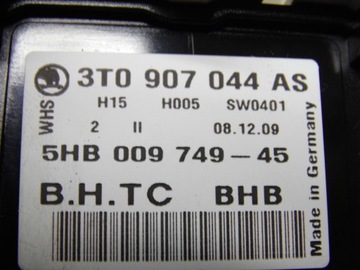 3T0 907 044 AS
WHS
H15 H005 SW0401
2 II 08.12.09
5HB 009 749-45
B.H.TC BHB
Made in Germany